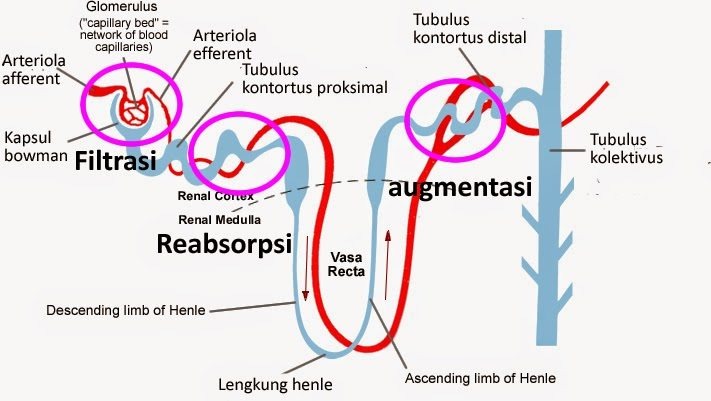 Glomerulus
("capillary bed" =
network of blood
capillaries)
Arteriola
afferent
Arteriola
efferent
Tubulus
kontortus proksimal
Tubulus
kontortus distal
Kapsul
bowman
Filtrasi
Tubulus
kolektivus
Renal Cortex
Renal Medulla
augmentasi
Reabsorpsi
Vasa
Recta
Descending limb of Henle
Lengkung henle
Ascending limb of Henle